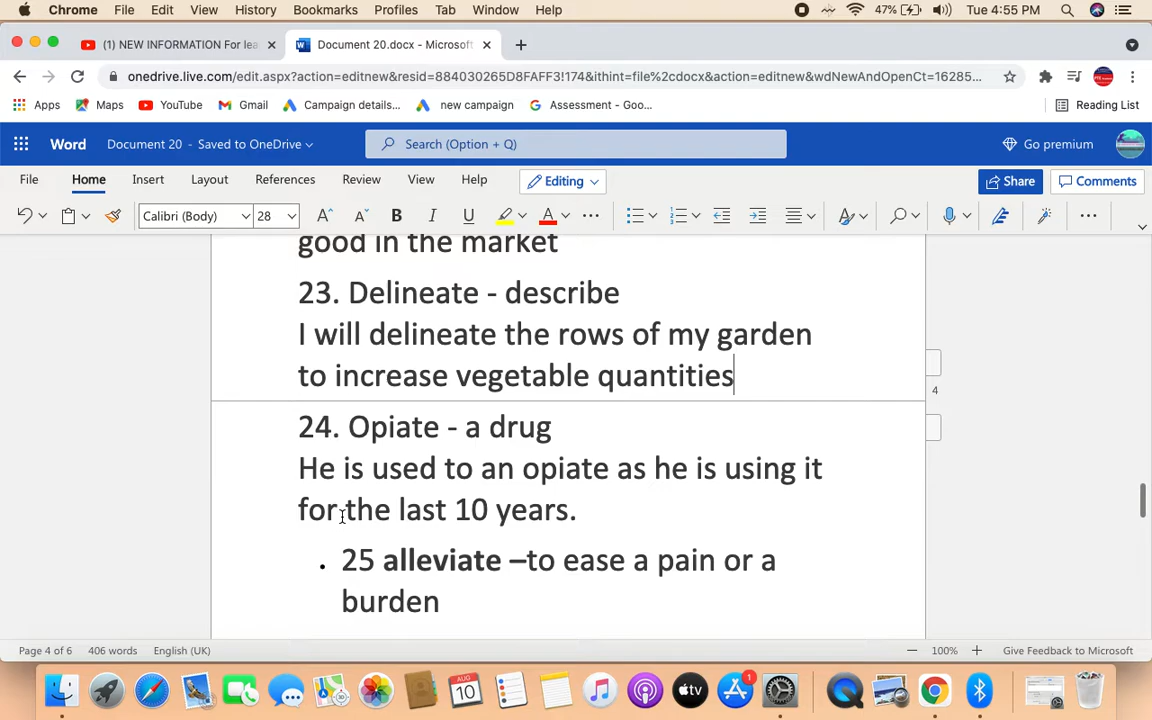 Chrome File Edit View History Bookmarks Profiles Tab Window Help 47% Tue 4:55 PM
(1) NEW INFORMATION For lea
Document 20.docx - Microsoft
onedrive.live.com/edit.aspx?action=editnew&resid=884030265D8FAFF3!174&ithint=file%2cdocx&action=editnew&wdNewAndOpenCt=16285...
Apps Maps YouTube Gmail Campaign details... new campaign Assessment - Goo... Reading List
Word Document 20 - Saved to OneDrive Search (Option + Q) Go premium
File Home Insert Layout References Review View Help Editing Share Comments
Calibri (Body) 28 A A B I U A
good in the market
23. Delineate - describe
I will delineate the rows of my garden
to increase vegetable quantities
4
24. Opiate - a drug
He is used to an opiate as he is using it
for the last 10 years.
• 25 alleviate –to ease a pain or a
burden
Page 4 of 6 406 words English (UK) 100% Give Feedback to Microsoft
AUG
10
tv
1